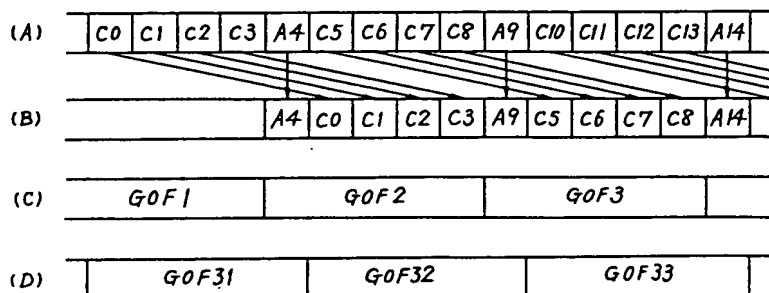 (A) C0 C1 C2 C3 A4 C5 C6 C7 C8 A9 C10 C11 C12 C13 A14
(B) A4 C0 C1 C2 C3 A9 C5 C6 C7 C8 A14
(C) GOF1 GOF2 GOF3
(D) GOF31 GOF32 GOF33